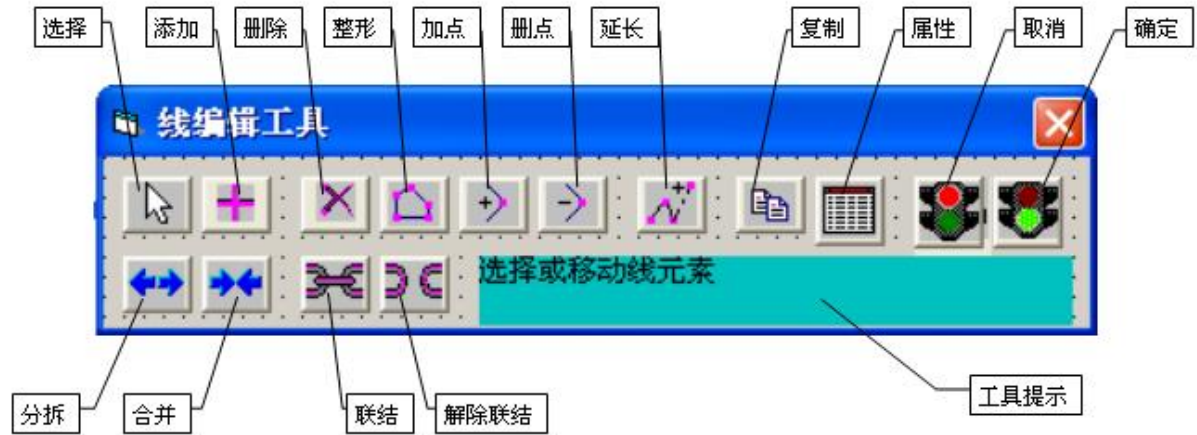 选择
添加
删除
整形
加点
删点
延长
复制
属性
取消
确定
线编辑工具
选择或移动线元素
分拆
合并
联结
解除联结
工具提示